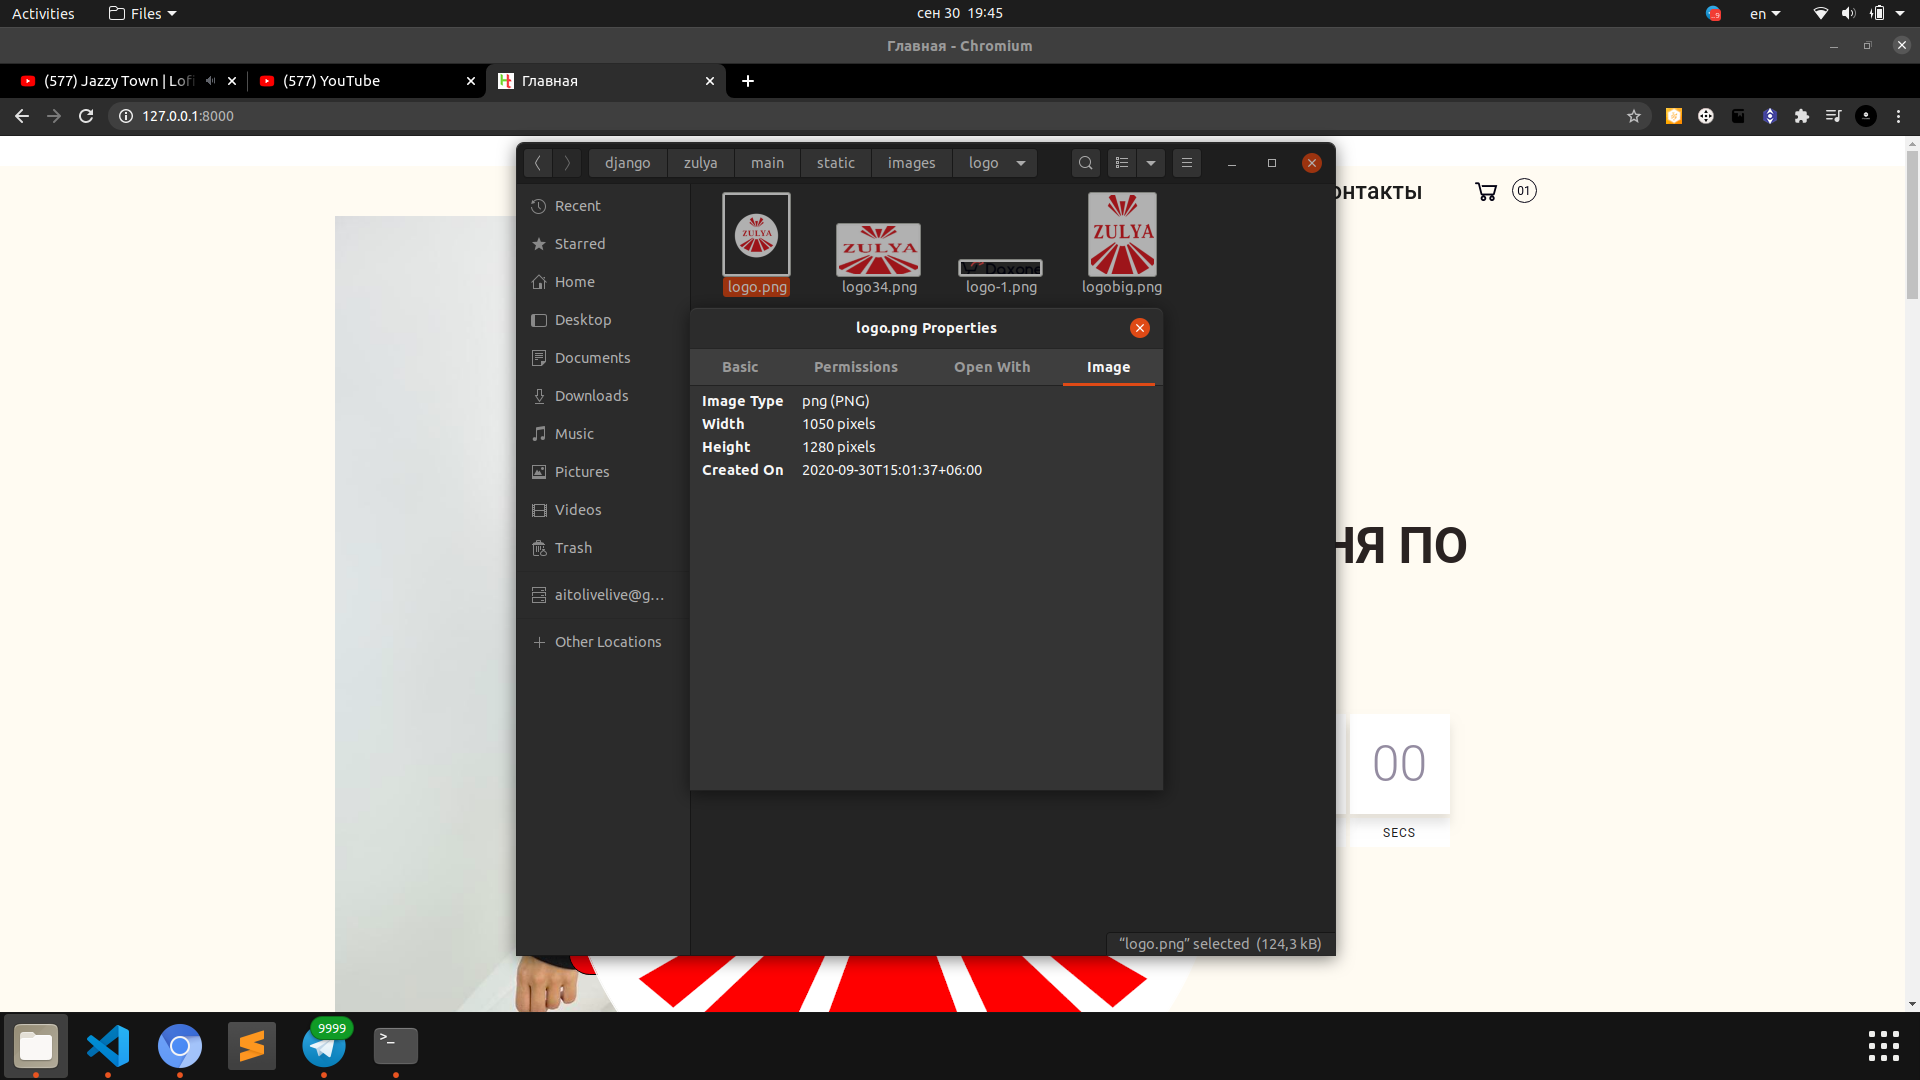 Activities Files сен 30 19:45 en
Главная - Chromium
(577) Jazzy Town | Lofi (577) YouTube Главная
127.0.0.1:8000
django zulya main static images logo
онтакты 01
Recent
Starred
Home
Desktop
Documents
Downloads
Music
Pictures
Videos
Trash
aitolivelive@g…
Other Locations
ZULYA ZULYA Doxone ZULYA
logo.png logo34.png logo-1.png logobig.png
logo.png Properties
Basic Permissions Open With Image
Image Type png (PNG)
Width 1050 pixels
Height 1280 pixels
Created On 2020-09-30T15:01:37+06:00
НЯ ПО
00
SECS
“logo.png” selected (124,3 kB)
9999
>_